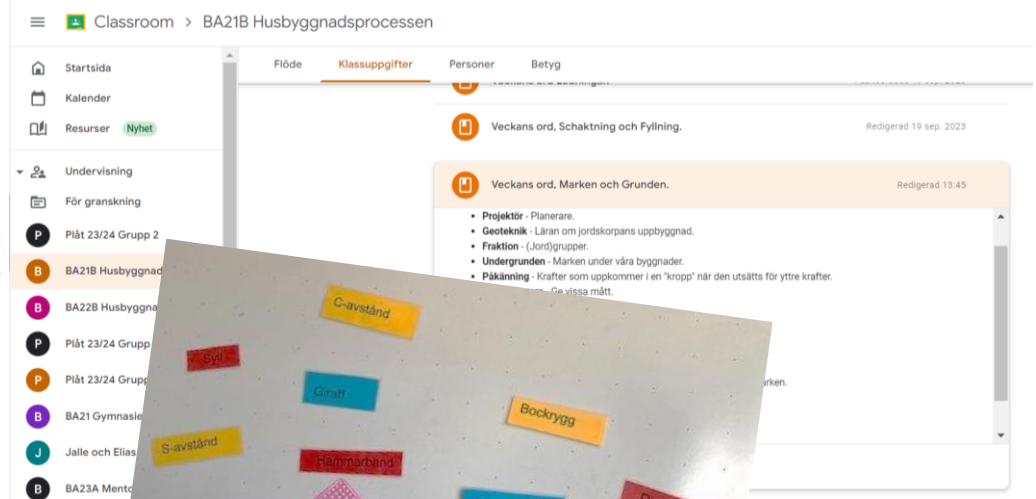 Classroom > BA21B Husbyggnadsprocessen
Startsida
Kalender
Resurser Nyhet
Undervisning
För granskning
P Plåt 23/24 Grupp 2
B BA21B Husbyggnad
B BA22B Husbyggna
P Plåt 23/24 Grupp
P Plåt 23/24 Grupp
B BA21 Gymnasie
J Jalle och Elias
B BA23A Mento
Flöde Klassuppgifter Personer Betyg
Veckans ord, Schaktning och Fyllning. Redigerad 19 sep. 2023
Veckans ord, Marken och Grunden. Redigerad 13:45
• Projektör - Planerare.
• Geoteknik - Läran om jordskorpans uppbyggnad.
• Fraktion - (Jord)grupper.
• Undergrunden - Marken under våra byggnader.
• Påkänning - Krafter som uppkommer i en "kropp" när den utsätts för yttre krafter.
- Ge vissa mått.
arken.
C-avstånd
Syll
Giraff
Bockrygg
S-avstånd
Hammarband